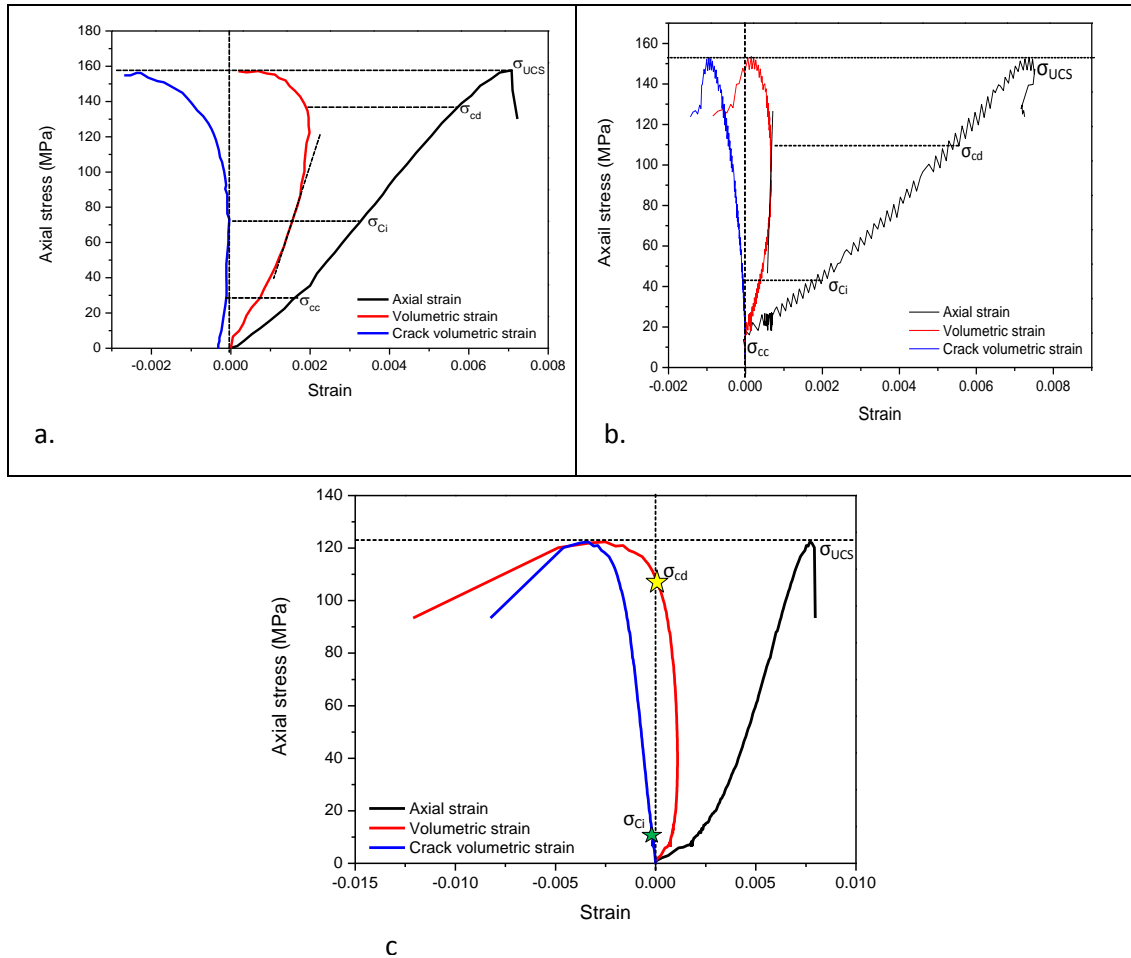 180
160
140
120
100
80
60
40
20
0
Axial stress (MPa)
σUCS
σcd
σCi
σcc
Axial strain
Volumetric strain
Crack volumetric strain
-0.002 0.000 0.002 0.004 0.006 0.008
Strain
a.
160
140
120
100
80
60
40
20
0
Axail stress (MPa)
σUCS
σcd
σCi
σcc
Axial strain
Volumetric strain
Crack volumetric strain
-0.002 0.000 0.002 0.004 0.006 0.008
Strain
b.
140
120
100
80
60
40
20
0
Axial stress (MPa)
σUCS
σcd
σCi
Axial strain
Volumetric strain
Crack volumetric strain
-0.015 -0.010 -0.005 0.000 0.005 0.010
Strain
c